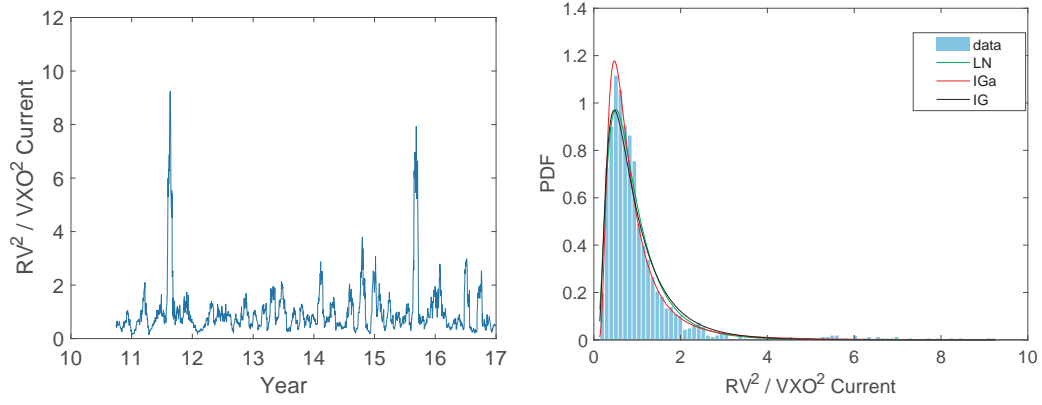 12
10
8
6
4
2
0
RV² / VXO² Current
10 11 12 13 14 15 16 17
Year
1.4
1.2
1
0.8
0.6
0.4
0.2
0
PDF
data
LN
IGa
IG
0 2 4 6 8 10
RV² / VXO² Current